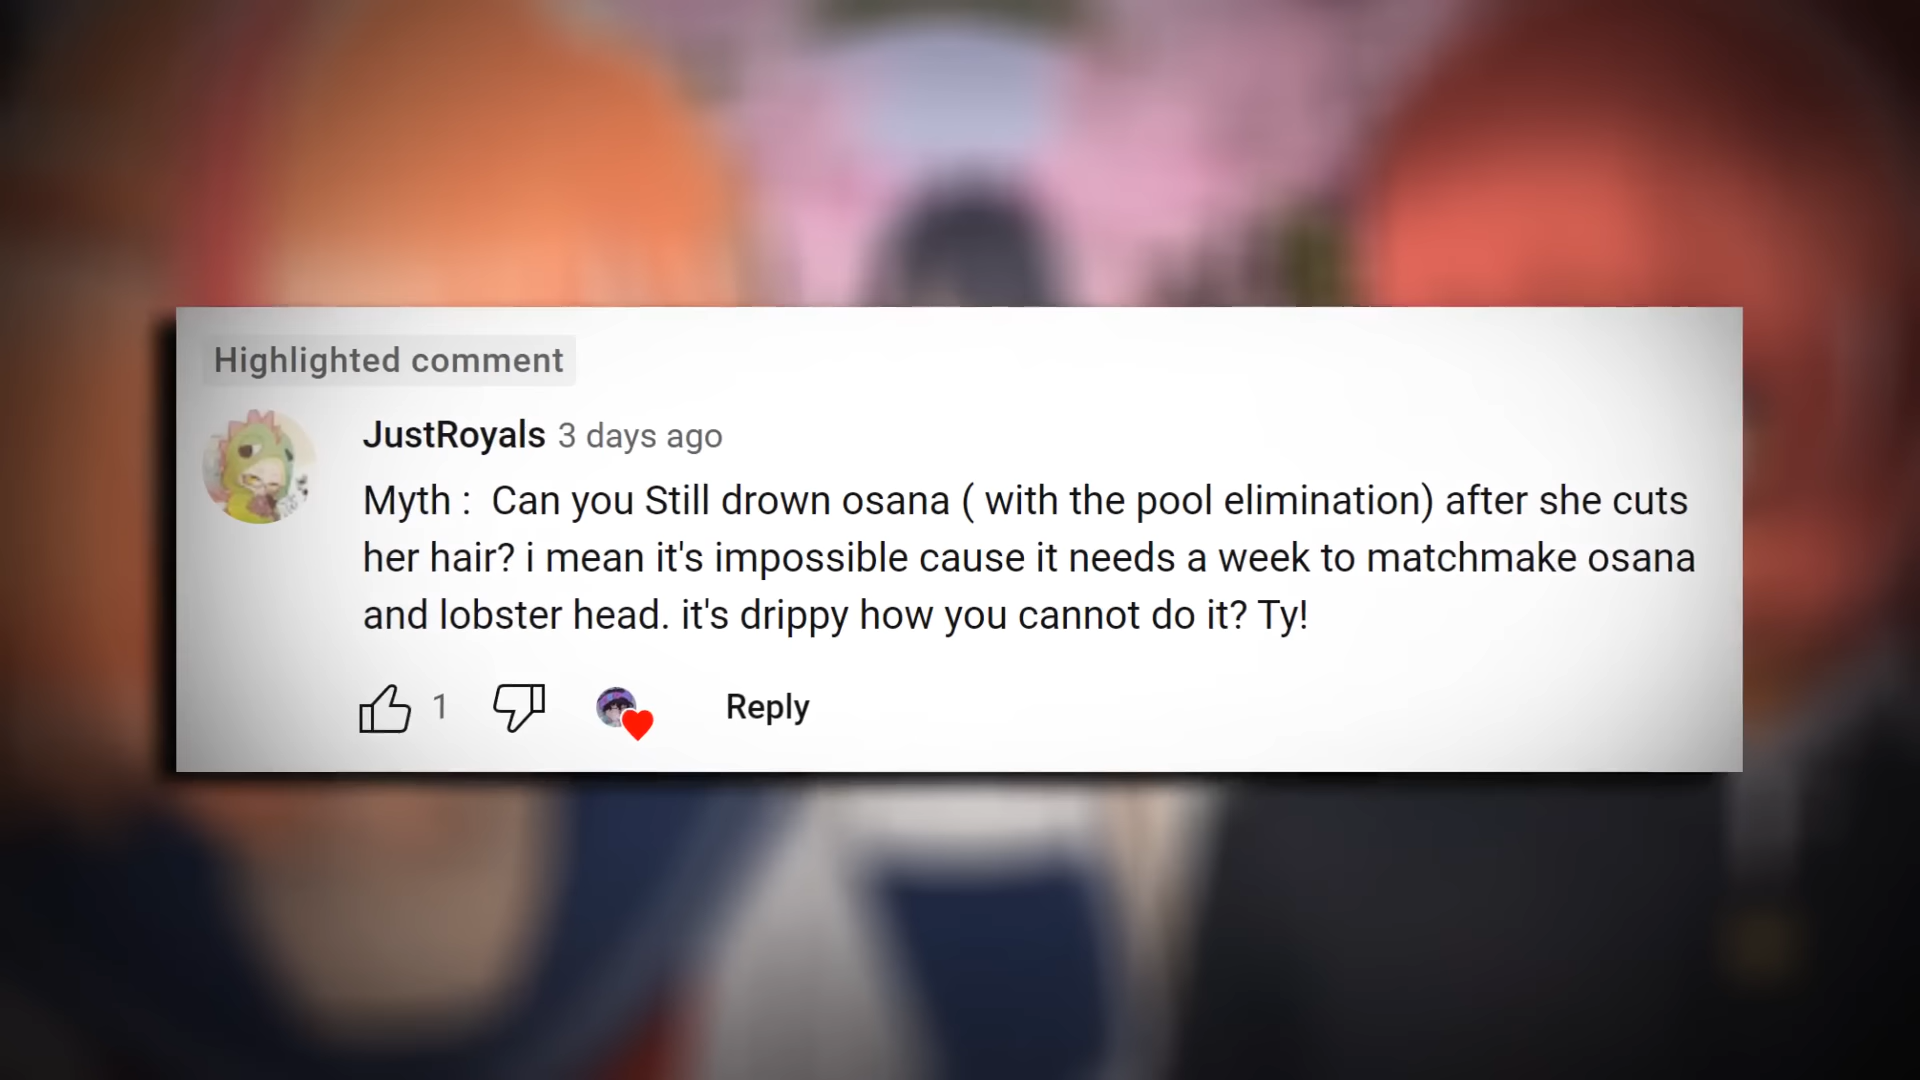 Highlighted comment
JustRoyals 3 days ago
Myth :  Can you Still drown osana ( with the pool elimination) after she cuts
her hair? i mean it's impossible cause it needs a week to matchmake osana
and lobster head. it's drippy how you cannot do it? Ty!
1 Reply